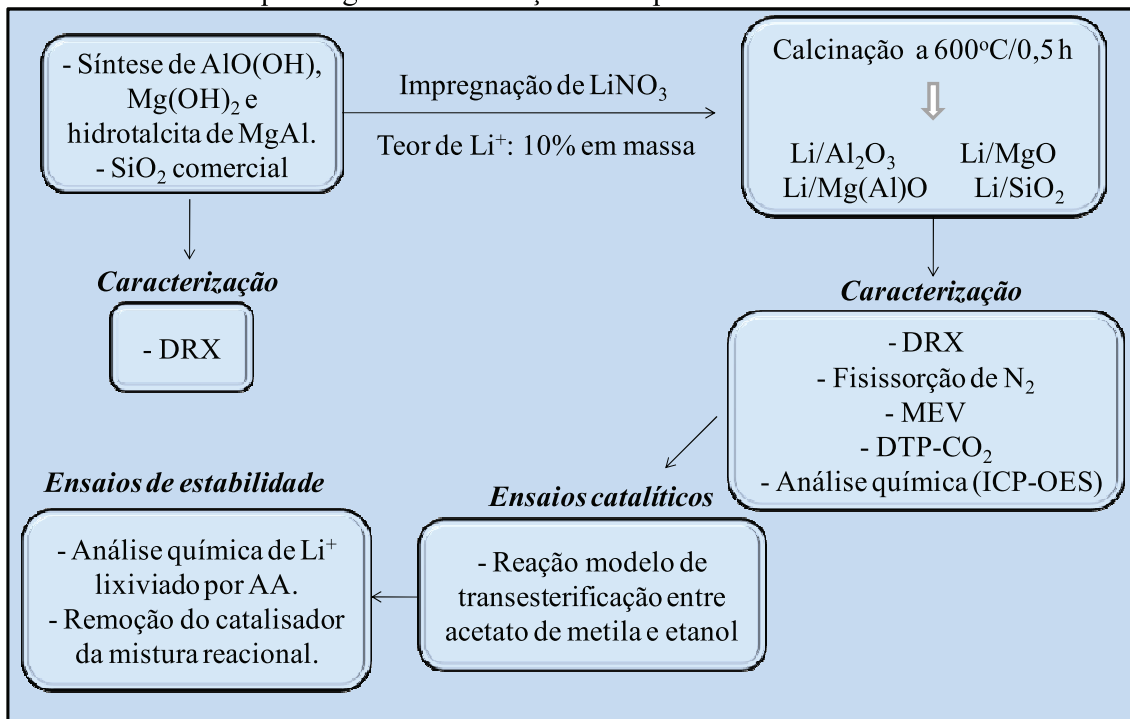 - Síntese de AlO(OH),
Mg(OH)₂ e
hidrotalcita de MgAl.
- SiO₂ comercial
Impregnação de LiNO₃
Teor de Li⁺: 10% em massa
Calcinação a 600ºC/0,5 h
Li/Al₂O₃ Li/MgO
Li/Mg(Al)O Li/SiO₂
Caracterização
- DRX
Caracterização
- DRX
- Fisissorção de N₂
- MEV
- DTP-CO₂
- Análise química (ICP-OES)
Ensaios catalíticos
- Reação modelo de
transesterificação entre
acetato de metila e etanol
Ensaios de estabilidade
- Análise química de Li⁺
lixiviado por AA.
- Remoção do catalisador
da mistura reacional.